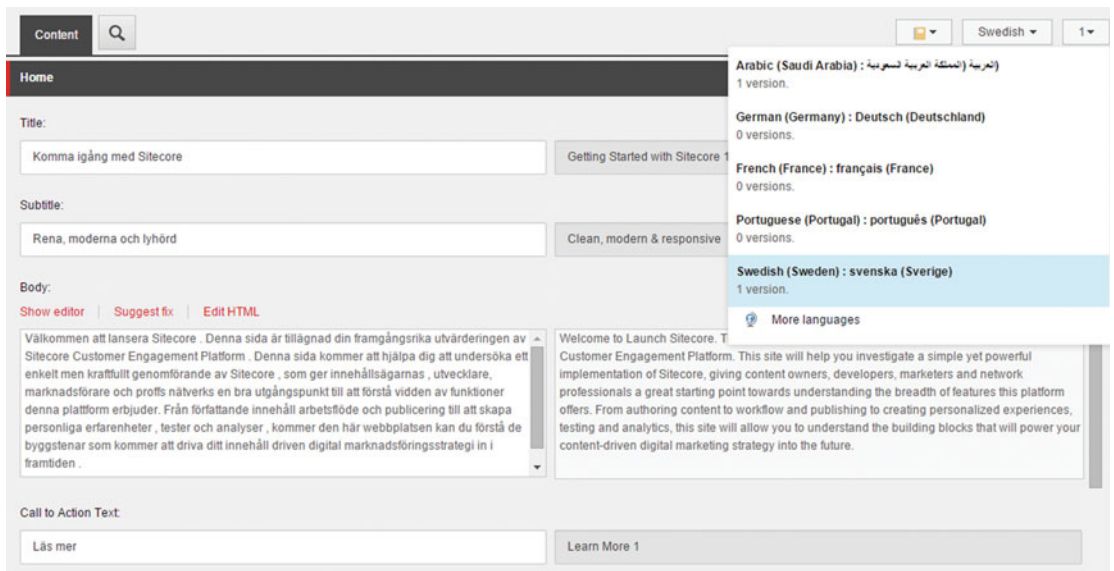 Content
Swedish
1
Home
Arabic (Saudi Arabia) : العربية (المملكة العربية السعودية)
1 version.
German (Germany) : Deutsch (Deutschland)
0 versions.
French (France) : français (France)
0 versions.
Portuguese (Portugal) : português (Portugal)
0 versions.
Swedish (Sweden) : svenska (Sverige)
1 version.
More languages
Title:
Komma igång med Sitecore
Getting Started with Sitecore 1
Subtitle:
Rena, moderna och lyhörd
Clean, modern & responsive
Body:
Show editor | Suggest fix | Edit HTML
Välkommen att lansera Sitecore . Denna sida är tillägnad din framgångsrika utvärderingen av
Sitecore Customer Engagement Platform . Denna sida kommer att hjälpa dig att undersöka ett
enkelt men kraftfullt genomförande av Sitecore , som ger innehållsägarnas , utvecklare,
marknadsförare och proffs nätverks en bra utgångspunkt till att förstå vidden av funktioner
denna plattform erbjuder. Från författande innehåll arbetsflöde och publicering till att skapa
personliga erfarenheter , tester och analyser , kommer den här webbplatsen kan du förstå de
byggstenar som kommer att driva ditt innehåll driven digital marknadsföringsstrategi in i
framtiden .
Welcome to Launch Sitecore. T
Customer Engagement Platform. This site will help you investigate a simple yet powerful
implementation of Sitecore, giving content owners, developers, marketers and network
professionals a great starting point towards understanding the breadth of features this platform
offers. From authoring content to workflow and publishing to creating personalized experiences,
testing and analytics, this site will allow you to understand the building blocks that will power your
content-driven digital marketing strategy into the future.
Call to Action Text:
Läs mer
Learn More 1